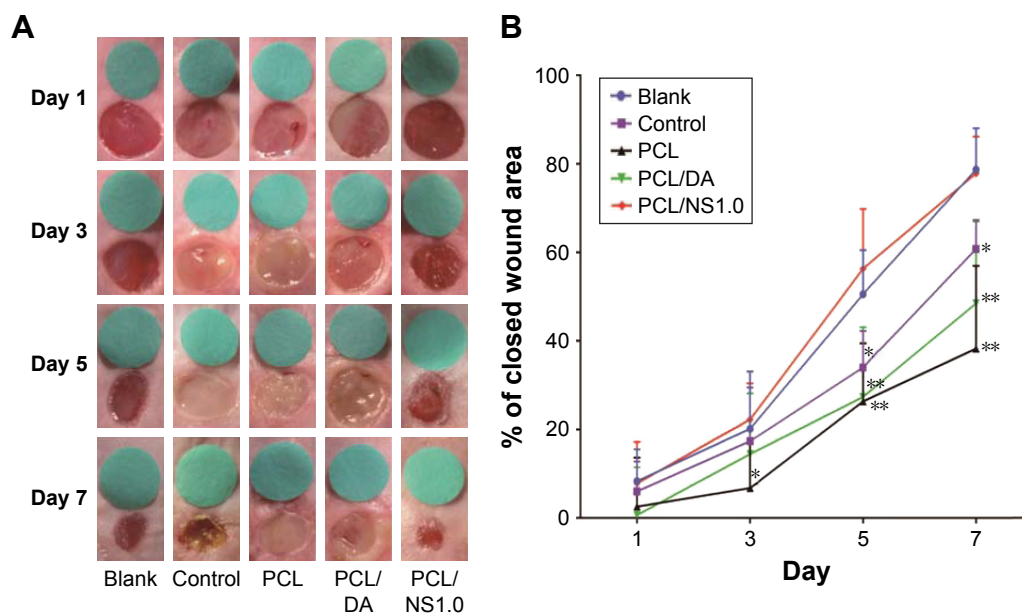 A
Day 1
Day 3
Day 5
Day 7
Blank
Control
PCL
PCL/
DA
PCL/
NS1.0
B
% of closed wound area
100
80
60
40
20
0
Blank
Control
PCL
PCL/DA
PCL/NS1.0
*
*
**
**
*
**
**
1
3
5
7
Day